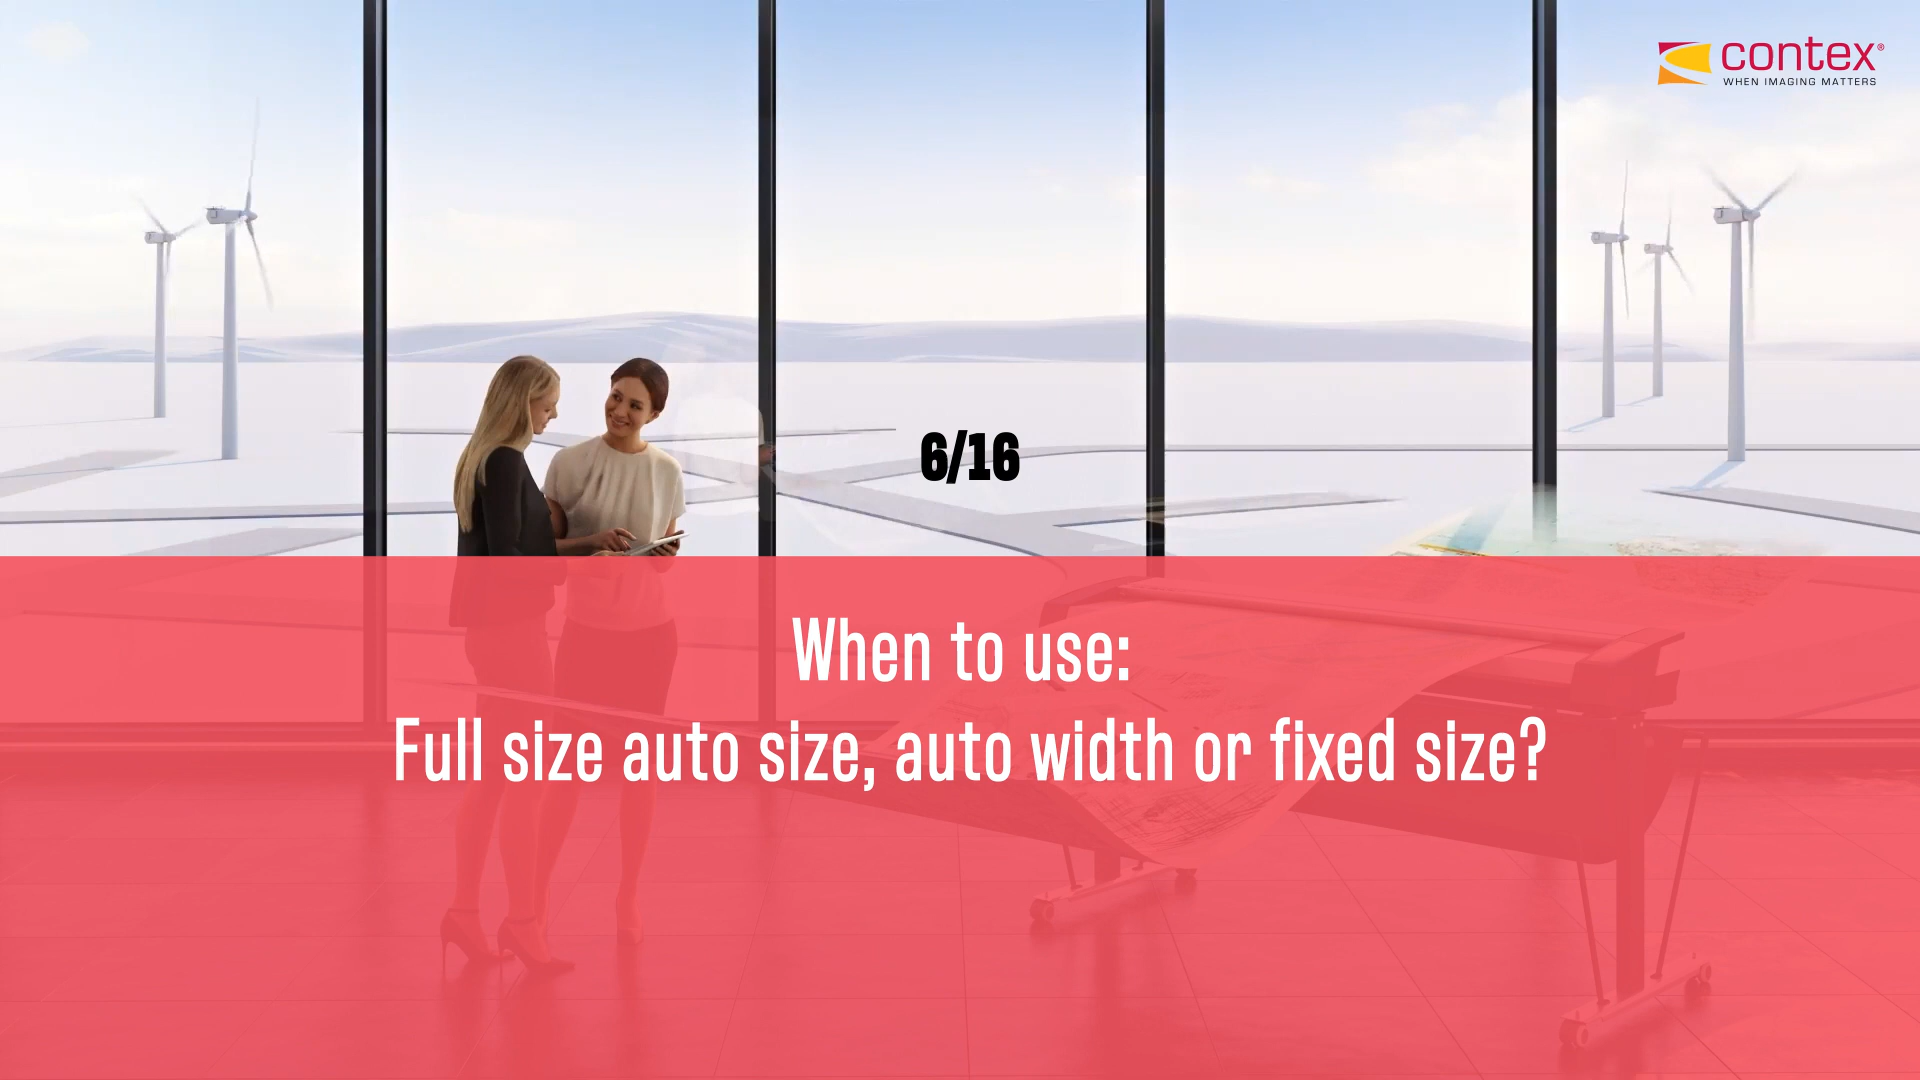 contex®
WHEN IMAGING MATTERS
6/16
When to use:
Full size auto size, auto width or fixed size?